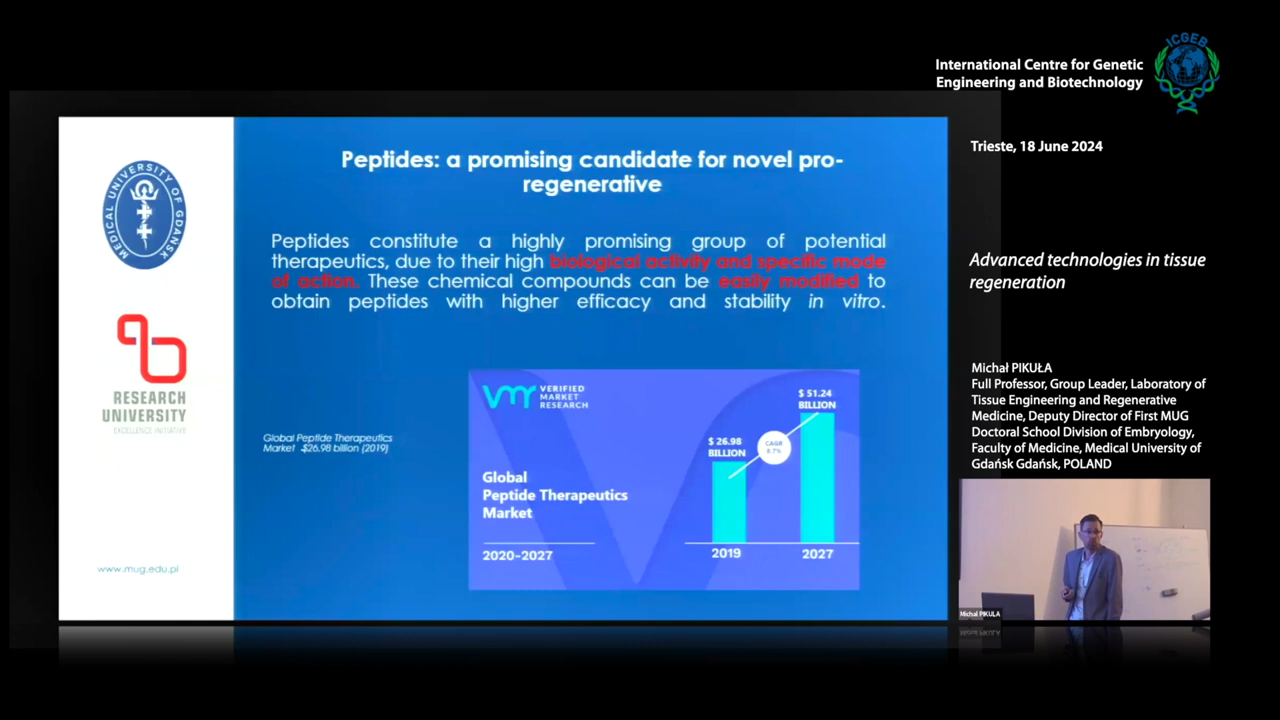 ICGEB
International Centre for Genetic
Engineering and Biotechnology
Trieste, 18 June 2024
Advanced technologies in tissue
regeneration
Michał PIKUŁA
Full Professor, Group Leader, Laboratory of
Tissue Engineering and Regenerative
Medicine, Deputy Director of First MUG
Doctoral School Division of Embryology,
Faculty of Medicine, Medical University of
Gdańsk Gdańsk, POLAND
Michal PIKULA
MEDICAL UNIVERSITY OF GDAŃSK
RESEARCH
UNIVERSITY
EXCELLENCE INITIATIVE
www.mug.edu.pl
Peptides: a promising candidate for novel pro-
regenerative
Peptides constitute a highly promising group of potential
therapeutics, due to their high biological activity and specific mode
of action. These chemical compounds can be easily modified to
obtain peptides with higher efficacy and stability in vitro.
Global Peptide Therapeutics
Market -$26.98 billion (2019)
vmr VERIFIED
MARKET
RESEARCH
Global
Peptide Therapeutics
Market
2020-2027
$ 26.98
BILLION
CAGR
8.7%
$ 51.24
BILLION
2019
2027